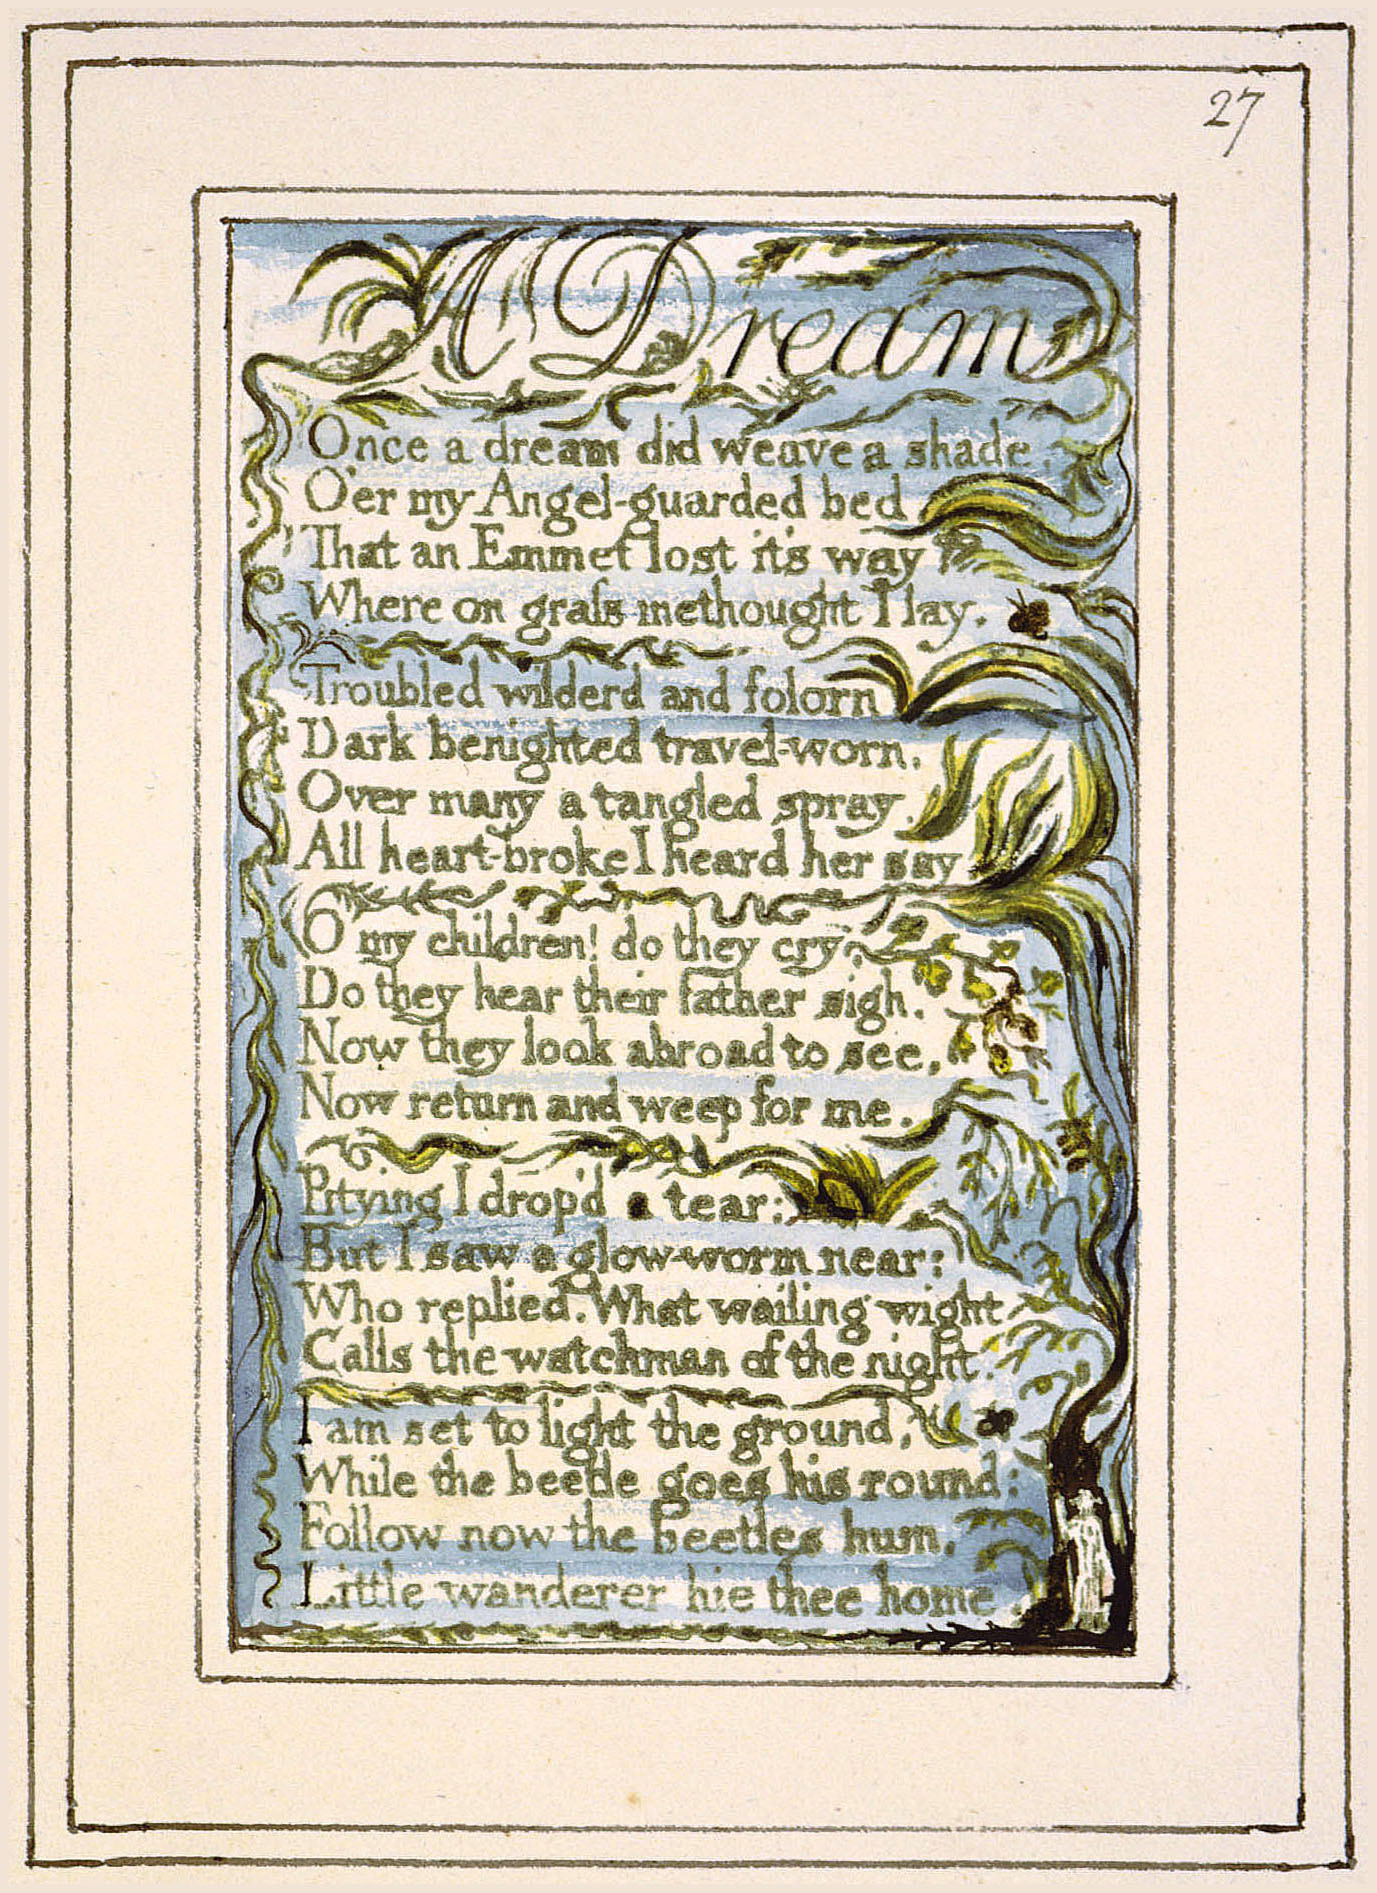 27
A Dream
Once a dream did weave a shade,
O'er my Angel-guarded bed
That an Emmet lost it's way
Where on graſs methought I lay.
Troubled wilderd and folorn
Dark benighted travel-worn,
Over many a tangled spray.
All heart-broke I heard her say
O my children! do they cry,
Do they hear their father sigh.
Now they look abroad to see,
Now return and weep for me.
Pitying I drop'd a tear:
But I saw a glow-worm near:
Who replied. What wailing wight
Calls the watchman of the night.
I am set to light the ground,
While the beetle goes his round:
Follow now the beetles hum,
Little wanderer hie thee home